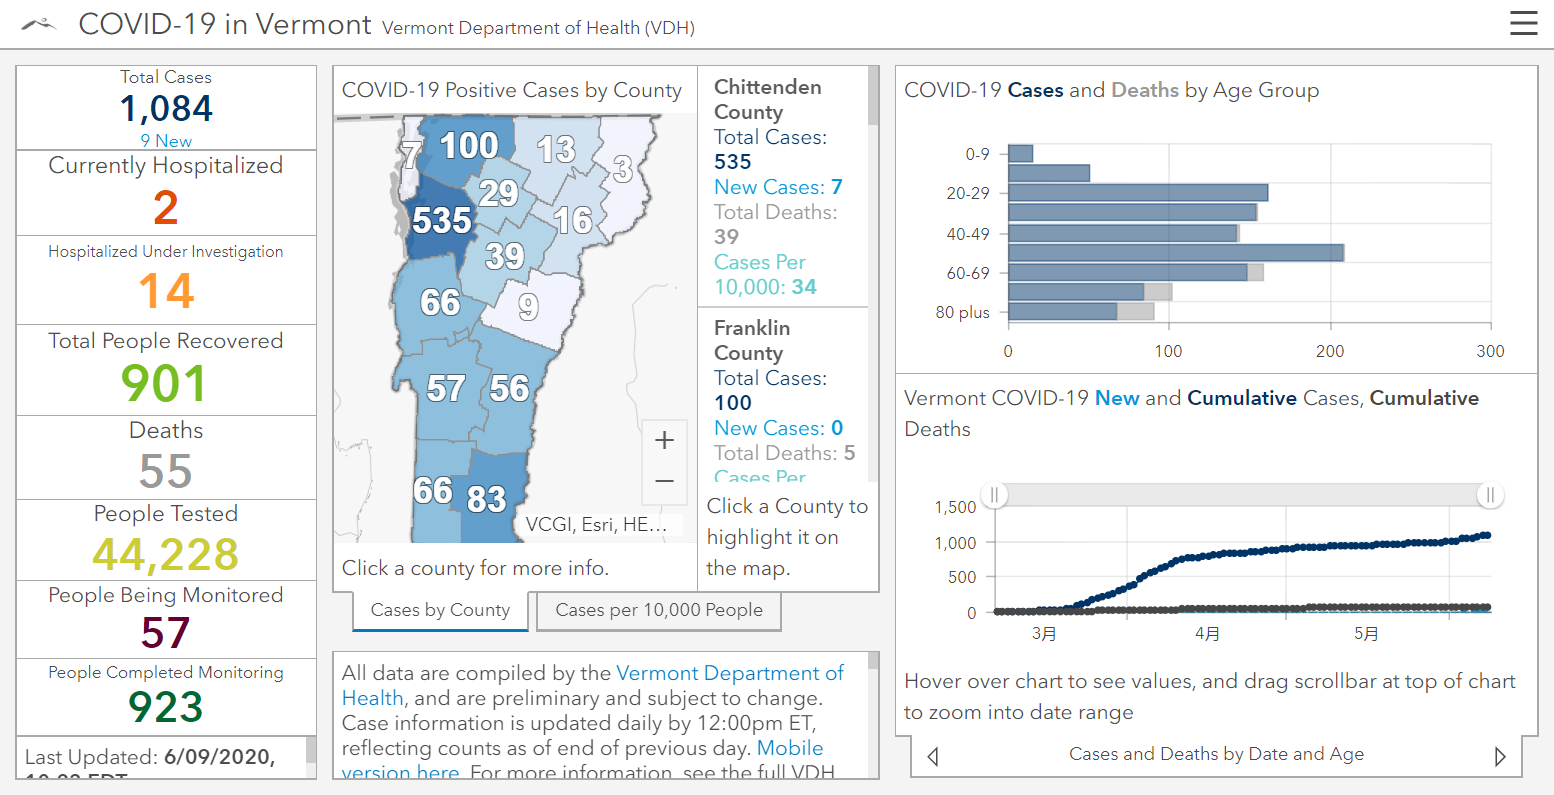 COVID-19 in Vermont Vermont Department of Health (VDH)
Total Cases
1,084
9 New
Currently Hospitalized
2
Hospitalized Under Investigation
14
Total People Recovered
901
Deaths
55
People Tested
44,228
People Being Monitored
57
People Completed Monitoring
923
Last Updated: 6/09/2020,
COVID-19 Positive Cases by County
7
100
13
3
29
535
16
39
66
9
57
56
66
83
+
−
VCGI, Esri, HE...
Click a county for more info.
Chittenden
County
Total Cases:
535
New Cases: 7
Total Deaths:
39
Cases Per
10,000: 34
Franklin
County
Total Cases:
100
New Cases: 0
Total Deaths: 5
Cases Per
Click a County to
highlight it on
the map.
Cases by County
Cases per 10,000 People
All data are compiled by the Vermont Department of
Health, and are preliminary and subject to change.
Case information is updated daily by 12:00pm ET,
reflecting counts as of end of previous day. Mobile
version here. For more information, see the full VDH
COVID-19 Cases and Deaths by Age Group
0-9
20-29
40-49
60-69
80 plus
0 100 200 300
Vermont COVID-19 New and Cumulative Cases, Cumulative
Deaths
1,500
1,000
500
0
3月 4月 5月
Hover over chart to see values, and drag scrollbar at top of chart
to zoom into date range
Cases and Deaths by Date and Age